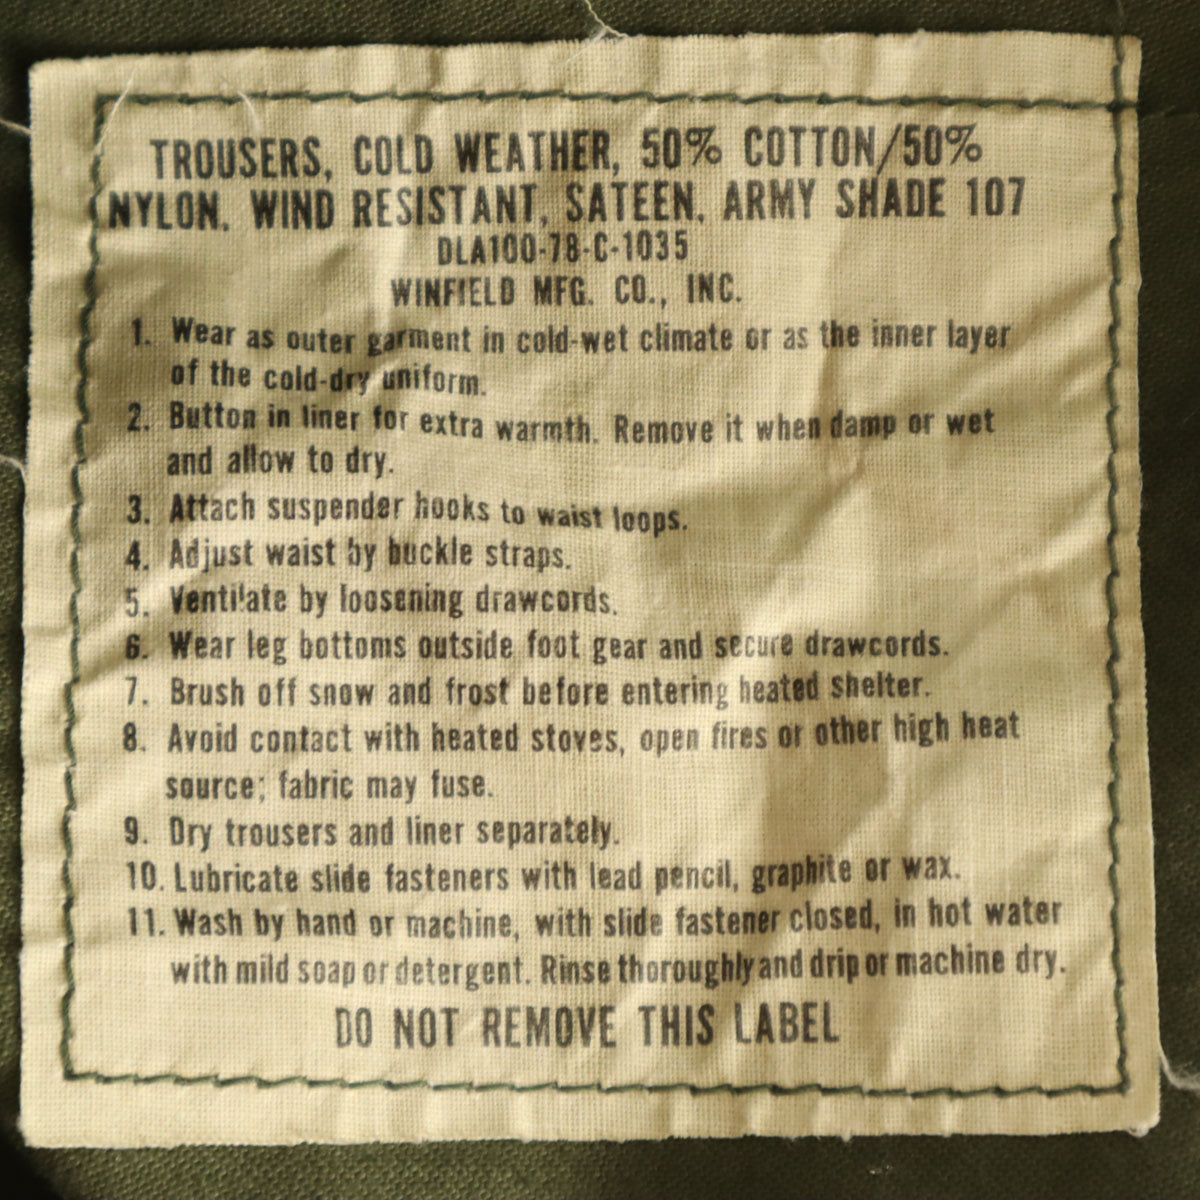 TROUSERS, COLD WEATHER, 50% COTTON/50%
NYLON, WIND RESISTANT, SATEEN, ARMY SHADE 107
DLA100-78-C-1035
WINFIELD MFG. CO., INC.
1. Wear as outer garment in cold-wet climate or as the inner layer
of the cold-dry uniform.
2. Button in liner for extra warmth. Remove it when damp or wet
and allow to dry.
3. Attach suspender hooks to waist loops.
4. Adjust waist by buckle straps.
5. Ventilate by loosening drawcords.
6. Wear leg bottoms outside foot gear and secure drawcords.
7. Brush off snow and frost before entering heated shelter.
8. Avoid contact with heated stoves, open fires or other high heat
source; fabric may fuse.
9. Dry trousers and liner separately.
10. Lubricate slide fasteners with lead pencil, graphite or wax.
11. Wash by hand or machine, with slide fastener closed, in hot water
with mild soap or detergent. Rinse thoroughly and drip or machine dry.
DO NOT REMOVE THIS LABEL